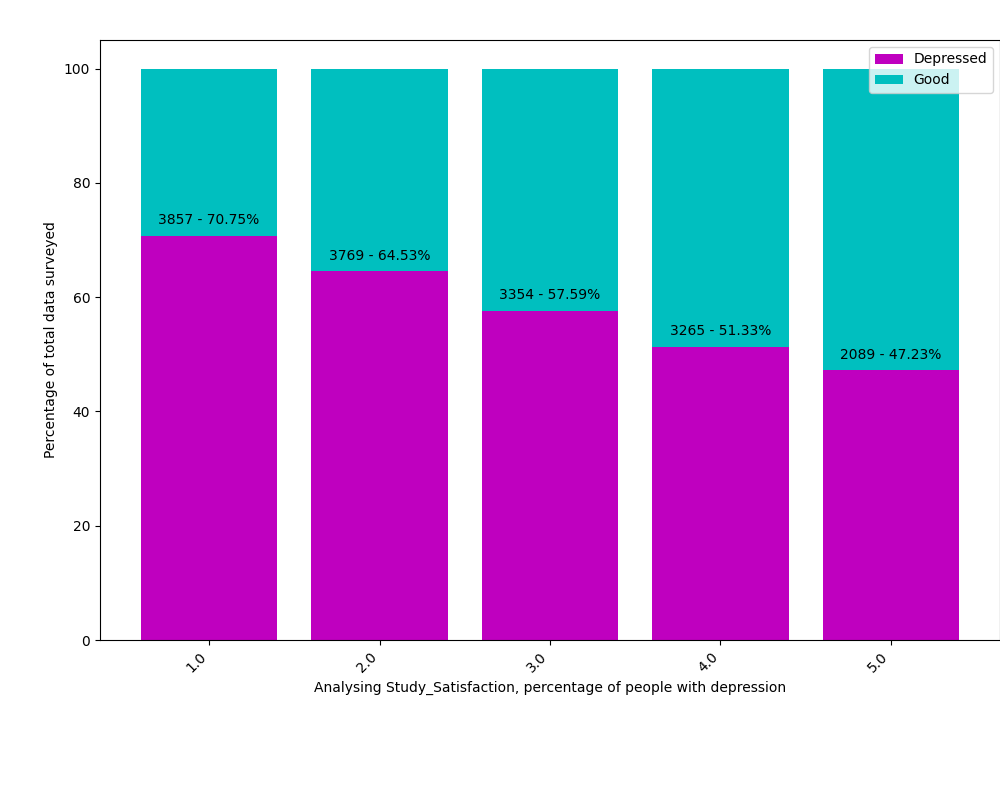 Depressed
Good
100
80
60
40
20
0
Percentage of total data surveyed
3857 - 70.75%
3769 - 64.53%
3354 - 57.59%
3265 - 51.33%
2089 - 47.23%
1.0
2.0
3.0
4.0
5.0
Analysing Study_Satisfaction, percentage of people with depression